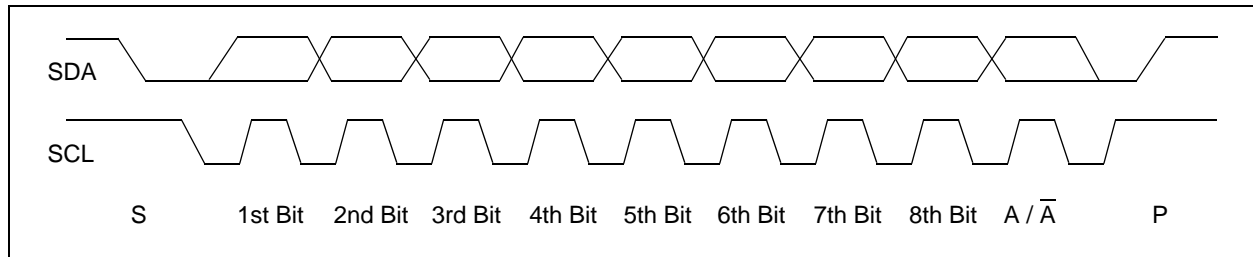 SDA
SCL
S 1st Bit 2nd Bit 3rd Bit 4th Bit 5th Bit 6th Bit 7th Bit 8th Bit A / A̅ P